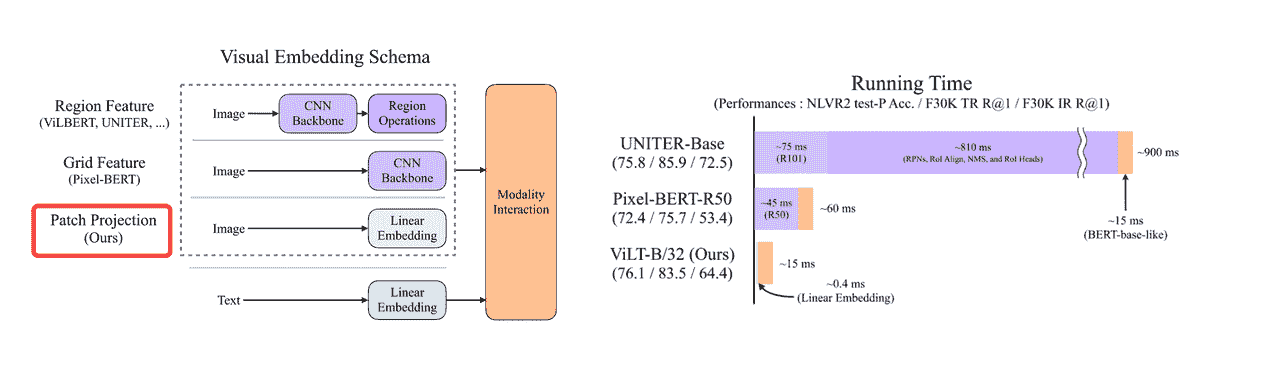 Visual Embedding Schema
Region Feature
(ViLBERT, UNITER, ...)
Image
CNN
Backbone
Region
Operations
Grid Feature
(Pixel-BERT)
Image
CNN
Backbone
Patch Projection
(Ours)
Image
Linear
Embedding
Text
Linear
Embedding
Modality
Interaction
Running Time
(Performances : NLVR2 test-P Acc. / F30K TR R@1 / F30K IR R@1)
UNITER-Base
(75.8 / 85.9 / 72.5)
~75 ms
(R101)
~810 ms
(RPNs, RoI Align, NMS, and RoI Heads)
~900 ms
~15 ms
(BERT-base-like)
Pixel-BERT-R50
(72.4 / 75.7 / 53.4)
~45 ms
(R50)
~60 ms
ViLT-B/32 (Ours)
(76.1 / 83.5 / 64.4)
~15 ms
~0.4 ms
(Linear Embedding)